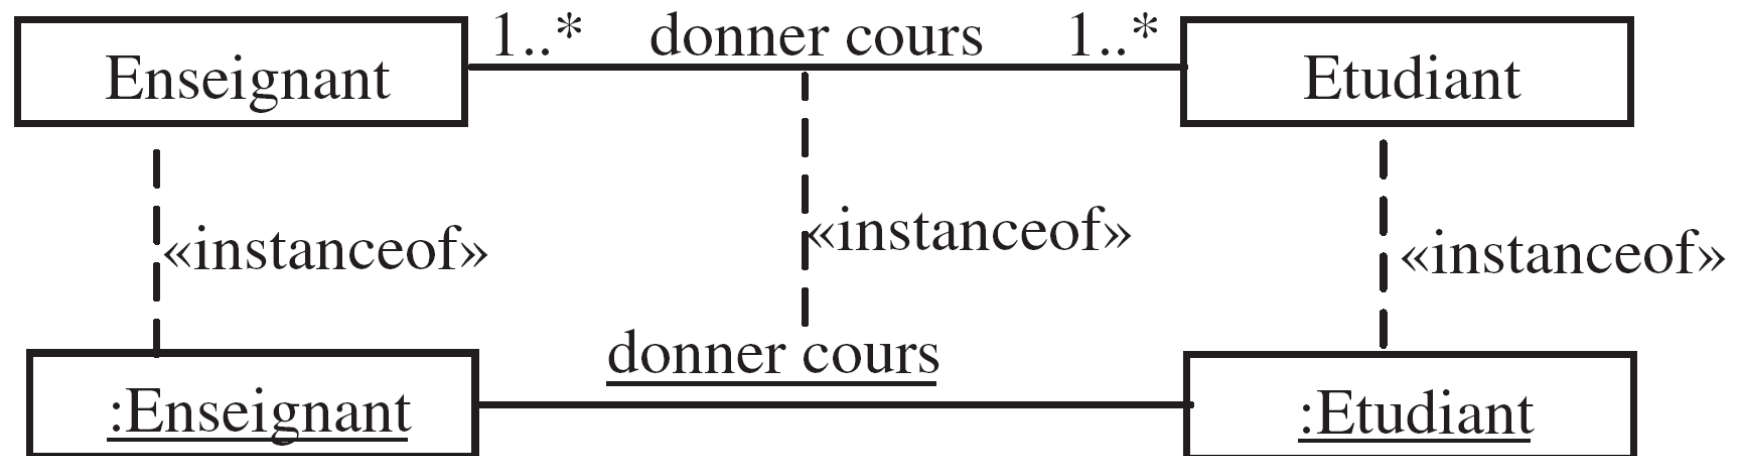 1..* donner cours 1..*
Enseignant Etudiant
«instanceof» «instanceof» «instanceof»
donner cours
:Enseignant :Etudiant